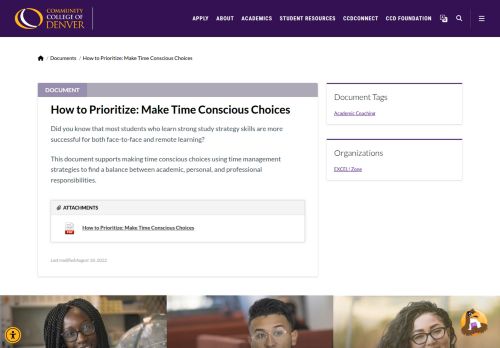 COMMUNITY
COLLEGE OF
DENVER
APPLY ABOUT ACADEMICS STUDENT RESOURCES CCDCONNECT CCD FOUNDATION
/ Documents / How to Prioritize: Make Time Conscious Choices
DOCUMENT
How to Prioritize: Make Time Conscious Choices
Did you know that most students who learn strong study strategy skills are more
successful for both face-to-face and remote learning?
This document supports making time conscious choices using time management
strategies to find a balance between academic, personal, and professional
responsibilities.
ATTACHMENTS
PDF
How to Prioritize: Make Time Conscious Choices
Last modified August 10, 2022
Document Tags
Academic Coaching
Organizations
EXCEL! Zone